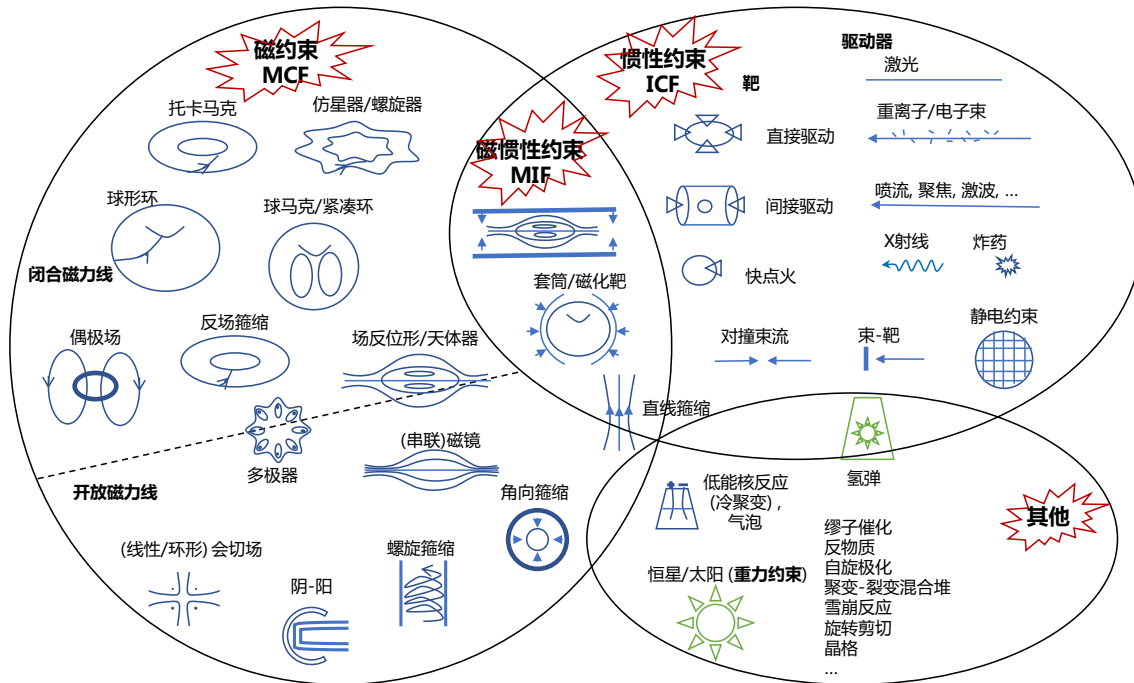 磁约束
MCF
托卡马克
仿星器/螺旋器
球形环
球马克/紧凑环
闭合磁力线
偶极场
反场箍缩
场反位形/天体器
多极器
(串联)磁镜
开放磁力线
角向箍缩
(线性/环形) 会切场
阴-阳
螺旋箍缩
磁惯性约束
MIF
套筒/磁化靶
直线箍缩
惯性约束
ICF
靶
直接驱动
间接驱动
快点火
驱动器
激光
重离子/电子束
喷流, 聚焦, 激波, ...
X射线
炸药
对撞束流
束-靶
静电约束
氢弹
其他
低能核反应
(冷聚变) ,
气泡
恒星/太阳 (重力约束)
缪子催化
反物质
自旋极化
聚变-裂变混合堆
雪崩反应
旋转剪切
晶格
...